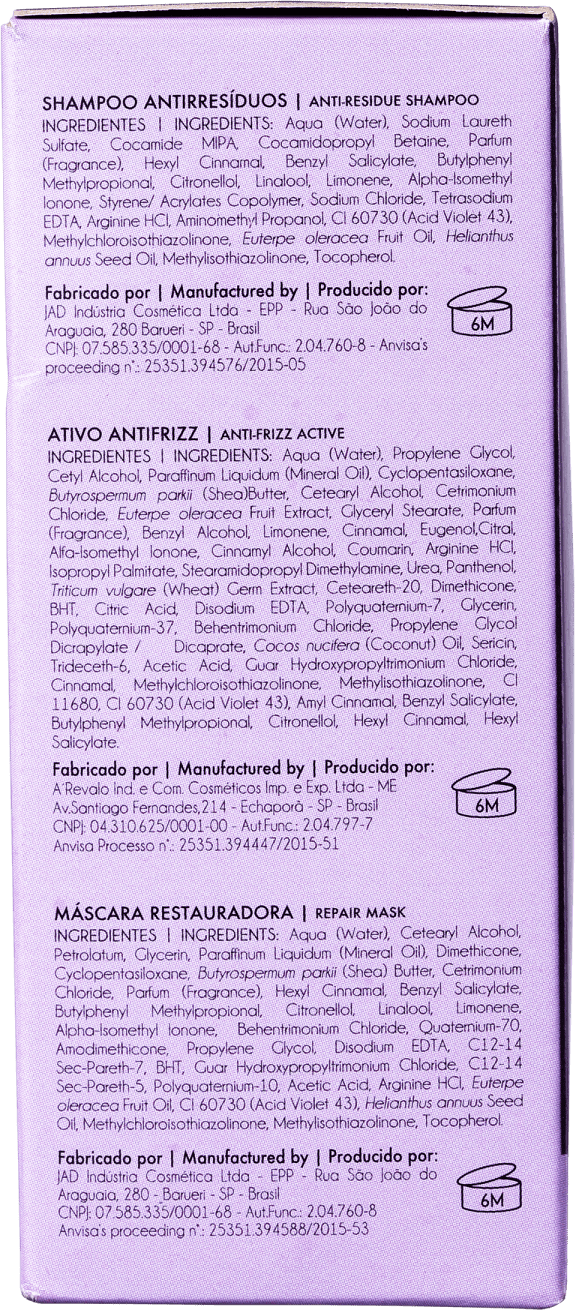 SHAMPOO ANTIRRESÍDUOS | ANTI-RESIDUE SHAMPOO
INGREDIENTES | INGREDIENTS: Aqua (Water), Sodium Laureth
Sulfate, Cocamide MIPA, Cocamidopropyl Betaine, Parfum
(Fragrance), Hexyl Cinnamal, Benzyl Salicylate, Butylphenyl
Methylpropional, Citronellol, Linalool, Limonene, Alpha-Isomethyl
Ionone, Styrene/ Acrylates Copolymer, Sodium Chloride, Tetrasodium
EDTA, Arginine HCl, Aminomethyl Propanol, CI 60730 (Acid Violet 43),
Methylchloroisothiazolinone, Euterpe oleracea Fruit Oil, Helianthus
annuus Seed Oil, Methylisothiazolinone, Tocopherol.
Fabricado por | Manufactured by | Producido por:
JAD Indústria Cosmética Ltda - EPP - Rua São João do
Araguaia, 280 Barueri - SP - Brasil
CNPJ: 07.585.335/0001-68 - Aut.Func.: 2.04.760-8 - Anvisa's
proceeding n°.: 25351.394576/2015-05
6M
ATIVO ANTIFRIZZ | ANTI-FRIZZ ACTIVE
INGREDIENTES | INGREDIENTS: Aqua (Water), Propylene Glycol,
Cetyl Alcohol, Paraffinum Liquidum (Mineral Oil), Cyclopentasiloxane,
Butyrospermum parkii (Shea)Butter, Cetearyl Alcohol, Cetrimonium
Chloride, Euterpe oleracea Fruit Extract, Glyceryl Stearate, Parfum
(Fragrance), Benzyl Alcohol, Limonene, Cinnamal, Eugenol,Citral,
Alfa-Isomethyl Ionone, Cinnamyl Alcohol, Coumarin, Arginine HCl,
Isopropyl Palmitate, Stearamidopropyl Dimethylamine, Urea, Panthenol,
Triticum vulgare (Wheat) Germ Extract, Ceteareth-20, Dimethicone,
BHT, Citric Acid, Disodium EDTA, Polyquaternium-7, Glycerin,
Polyquaternium-37, Behentrimonium Chloride, Propylene Glycol
Dicrapylate / Dicaprate, Cocos nucifera (Coconut) Oil, Sericin,
Trideceth-6, Acetic Acid, Guar Hydroxypropyltrimonium Chloride,
Cinnamal, Methylchloroisothiazolinone, Methylisothiazolinone, CI
11680, CI 60730 (Acid Violet 43), Amyl Cinnamal, Benzyl Salicylate,
Butylphenyl Methylpropional, Citronellol, Hexyl Cinnamal, Hexyl
Salicylate.
Fabricado por | Manufactured by | Producido por:
A'Revalo Ind. e Com. Cosméticos Imp. e Exp. Ltda - ME
Av.Santiago Fernandes,214 - Echaporã - SP - Brasil
CNPJ: 04.310.625/0001-00 - Aut.Func.: 2.04.797-7
Anvisa Processo n°.: 25351.394447/2015-51
6M
MÁSCARA RESTAURADORA | REPAIR MASK
INGREDIENTES | INGREDIENTS: Aqua (Water), Cetearyl Alcohol,
Petrolatum, Glycerin, Paraffinum Liquidum (Mineral Oil), Dimethicone,
Cyclopentasiloxane, Butyrospermum parkii (Shea) Butter, Cetrimonium
Chloride, Parfum (Fragrance), Hexyl Cinnamal, Benzyl Salicylate,
Butylphenyl Methylpropional, Citronellol, Linalool, Limonene,
Alpha-Isomethyl Ionone, Behentrimonium Chloride, Quaternium-70,
Amodimethicone, Propylene Glycol, Disodium EDTA, C12-14
Sec-Pareth-7, BHT, Guar Hydroxypropyltrimonium Chloride, C12-14
Sec-Pareth-5, Polyquaternium-10, Acetic Acid, Arginine HCl, Euterpe
oleracea Fruit Oil, CI 60730 (Acid Violet 43), Helianthus annuus Seed
Oil, Methylchloroisothiazolinone, Methylisothiazolinone, Tocopherol.
Fabricado por | Manufactured by | Producido por:
JAD Indústria Cosmética Ltda - EPP - Rua São João do
Araguaia, 280 - Barueri - SP - Brasil
CNPJ: 07.585.335/0001-68 - Aut.Func.: 2.04.760-8
Anvisa's proceeding n°.: 25351.394588/2015-53
6M